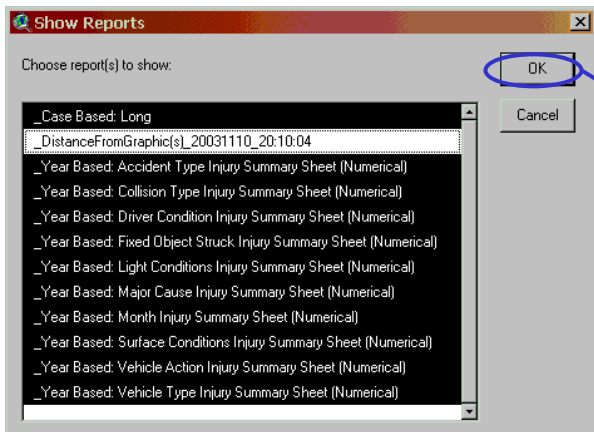 Show Reports
Choose report(s) to show:
OK
Cancel
_Case Based: Long
_DistanceFromGraphic(s)_20031110_20:10:04
_Year Based: Accident Type Injury Summary Sheet (Numerical)
_Year Based: Collision Type Injury Summary Sheet (Numerical)
_Year Based: Driver Condition Injury Summary Sheet (Numerical)
_Year Based: Fixed Object Struck Injury Summary Sheet (Numerical)
_Year Based: Light Conditions Injury Summary Sheet (Numerical)
_Year Based: Major Cause Injury Summary Sheet (Numerical)
_Year Based: Month Injury Summary Sheet (Numerical)
_Year Based: Surface Conditions Injury Summary Sheet (Numerical)
_Year Based: Vehicle Action Injury Summary Sheet (Numerical)
_Year Based: Vehicle Type Injury Summary Sheet (Numerical)